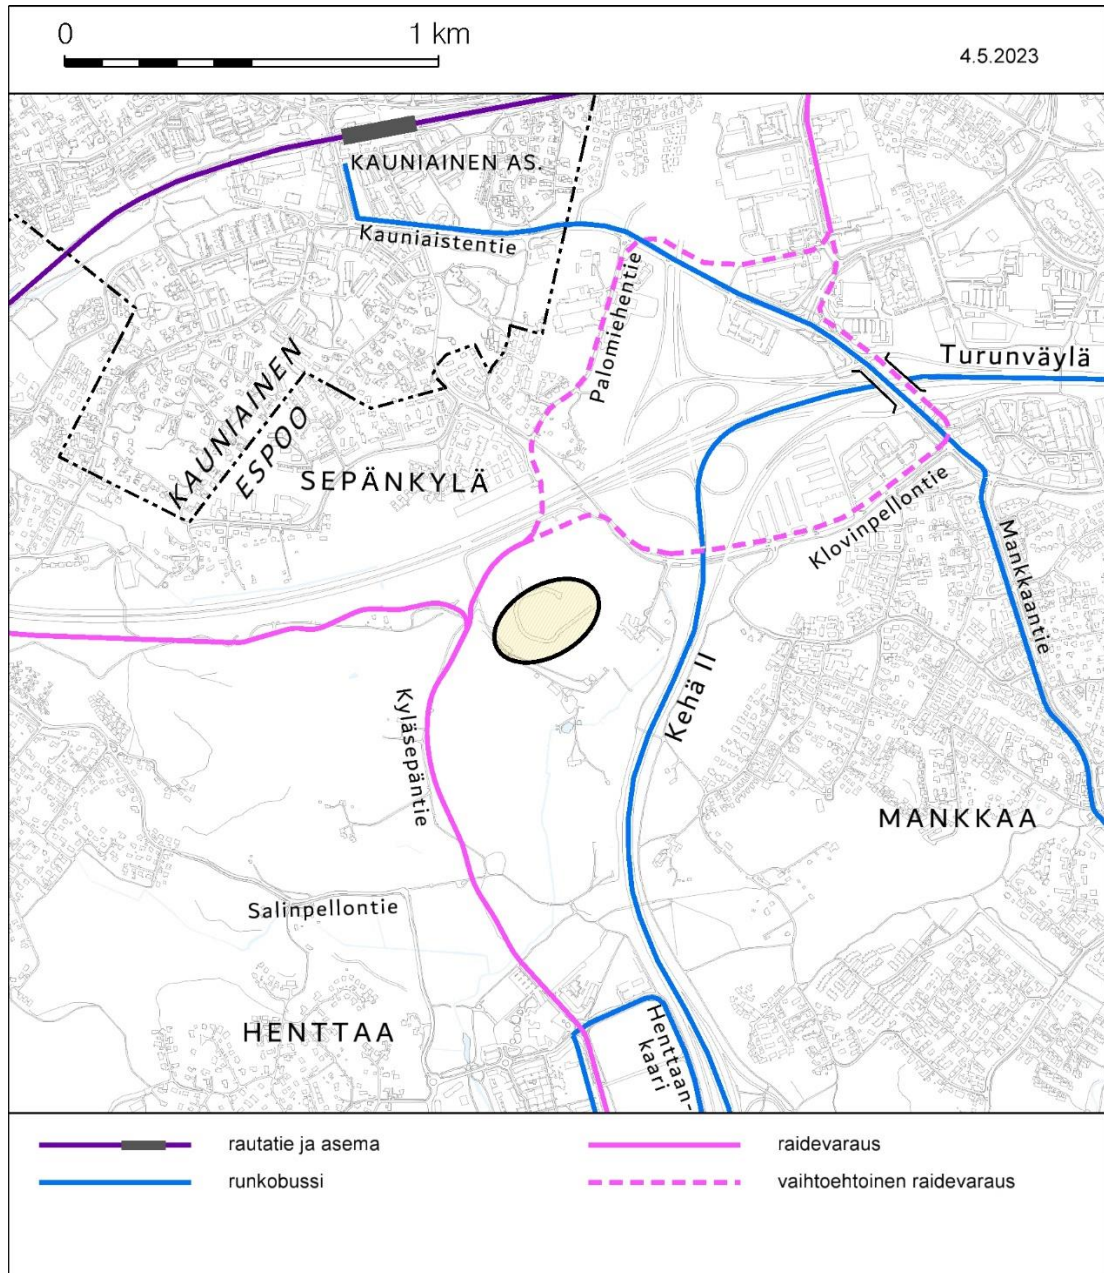 0 1 km
4.5.2023
KAUNIAINEN AS.
Kauniaistentie
Palomiehentie
Turunväylä
KAUNIAINEN
ESPOO
SEPÄNKYLÄ
Klovinpellontie
Mankkaantie
Kehä II
Kyläsepäntie
MANKKAA
Salinpellontie
HENTTAA
Henttaan-
kaari
rautatie ja asema
raidevaraus
runkobussi
vaihtoehtoinen raidevaraus